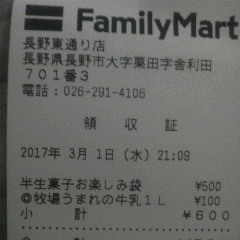 FamilyMart
長野東通り店
長野県長野市大字栗田字舎利田
701番3
電話：026-291-4106
領 収 証
2017年 3月 1日（水）21:09
半生菓子お楽しみ袋 ¥500
◎牧場うまれの牛乳1L ¥100
小 計 ¥600